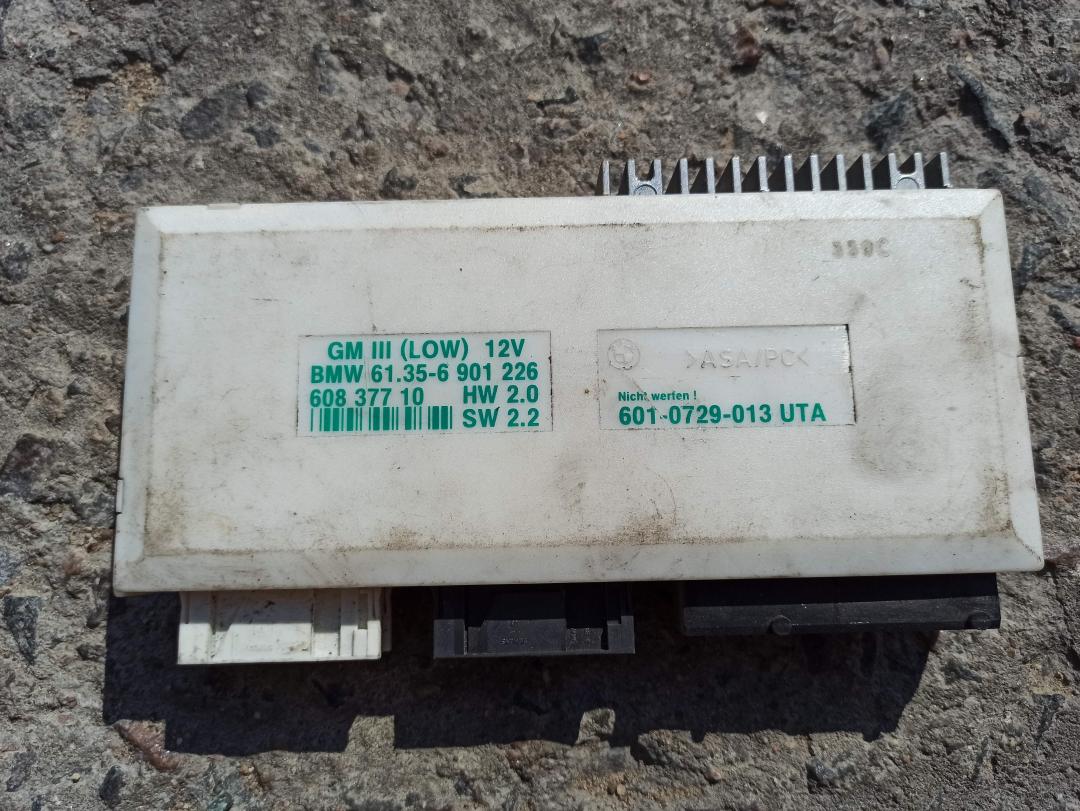 GM III (LOW) 12V
BMW 61.35-6 901 226
608 377 10 HW 2.0
SW 2.2
>ASA/PC<
Nicht werfen !
601-0729-013 UTA